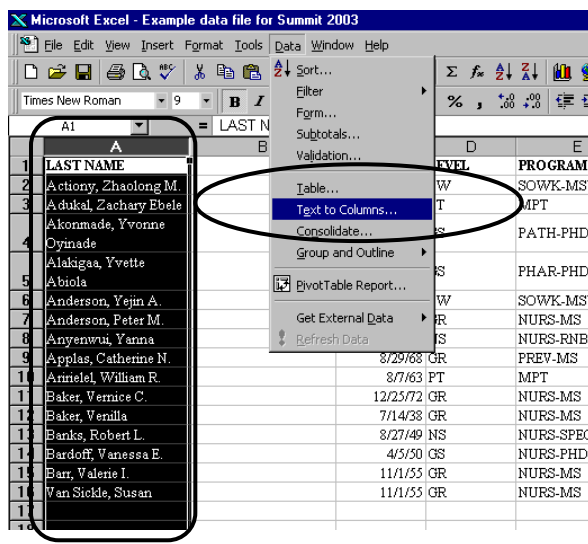 Microsoft Excel - Example data file for Summit 2003
File Edit View Insert Format Tools Data Window Help
Times New Roman 9 B I % ,
A1 = LAST N
A B D E
1 LAST NAME EVEL PROGRAM
2 Actiony, Zhaolong M. W SOWK-MS
3 Adukal, Zachary Ebele T MPT
Akonmade, Yvonne
4 Oyinade S PATH-PHD
Alakigaa, Yvette
5 Abiola S PHAR-PHD
6 Anderson, Yejin A. W SOWK-MS
7 Anderson, Peter M. R NURS-MS
8 Anyenwui, Yanna S NURS-RNB
9 Applas, Catherine N. 8/29/68 GR PREV-MS
10 Aririelel, William R. 8/7/63 PT MPT
11 Baker, Vernice C. 12/25/72 GR NURS-MS
12 Baker, Venilla 7/14/38 GR NURS-MS
13 Banks, Robert L. 8/27/49 NS NURS-SPEC
14 Bardoff, Vanessa E. 4/5/50 GS NURS-PHD
15 Barr, Valerie I. 11/1/55 GR NURS-MS
16 Van Sickle, Susan 11/1/55 GR NURS-MS
17
Sort...
Filter
Form...
Subtotals...
Validation...
Table...
Text to Columns...
Consolidate...
Group and Outline
PivotTable Report...
Get External Data
Refresh Data